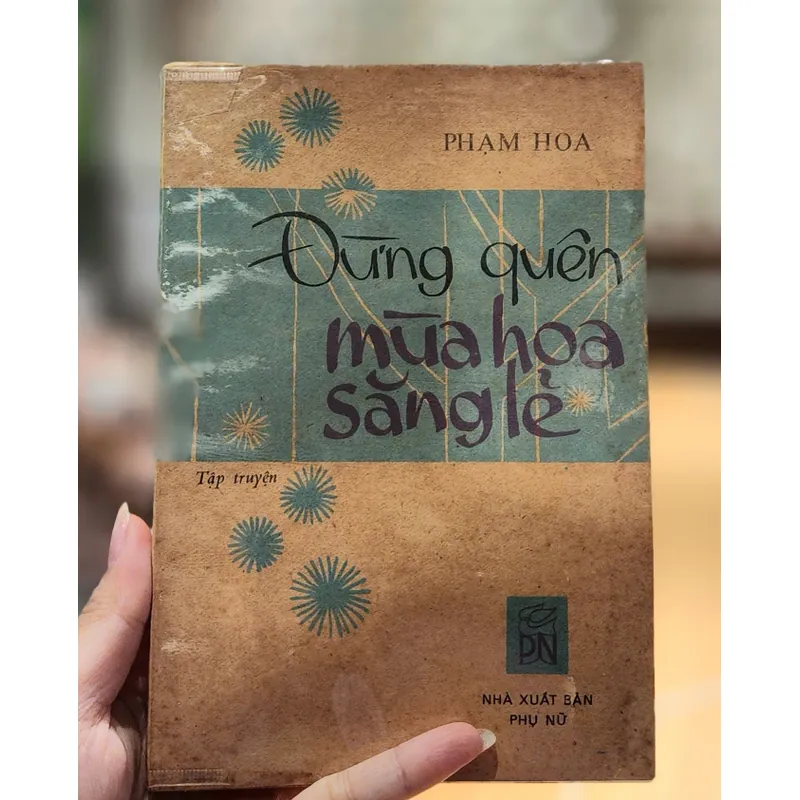 PHẠM HOA
Đừng quên
mùa hoa
săng lẻ
Tập truyện
PN
NHÀ XUẤT BẢN
PHỤ NỮ